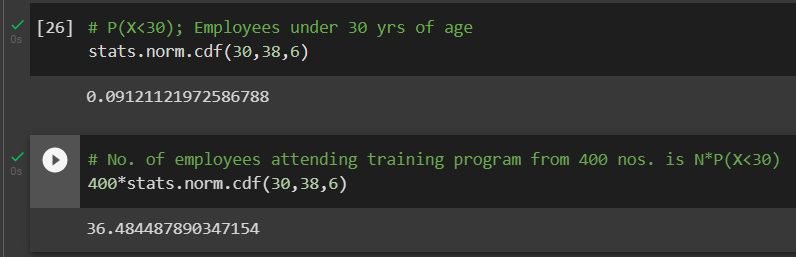 [26] # P(X<30); Employees under 30 yrs of age
0s
stats.norm.cdf(30,38,6)
0.09121121972586788
# No. of employees attending training program from 400 nos. is N*P(X<30)
0s
400*stats.norm.cdf(30,38,6)
36.484487890347154